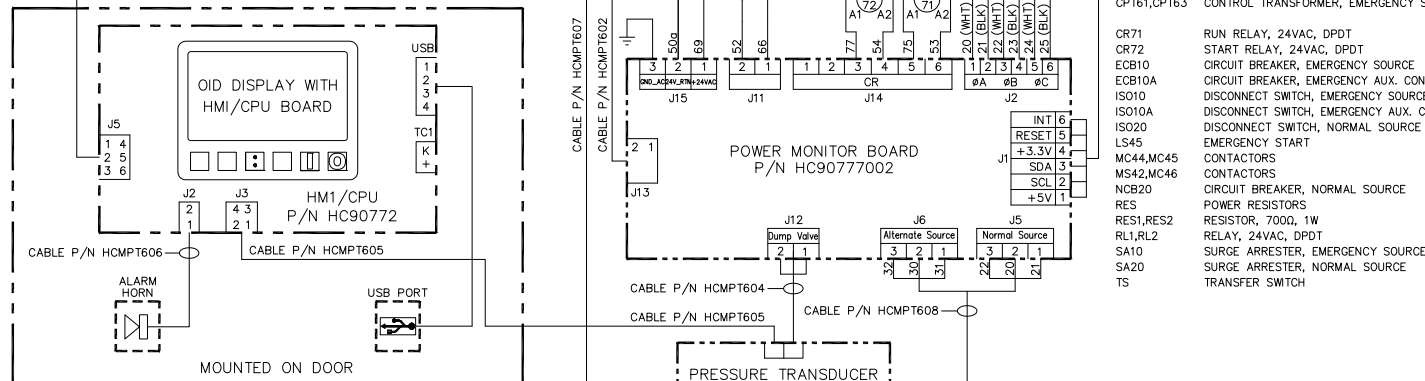 USB
1
2
3
4
OID DISPLAY WITH
HMI/CPU BOARD
J5
1 4
2 5
3 6
TC1
K
+
HM1/CPU
P/N HC90772
J2
2
1
J3
4 3
2 1
CABLE P/N HCMPT606
CABLE P/N HCMPT605
ALARM
HORN
USB PORT
MOUNTED ON DOOR
CABLE P/N HCMPT607
CABLE P/N HCMPT602
50a
69
52
66
72
A1 A2
71
A1 A2
77
54
75
53
20 (WHT)
21 (BLK)
22 (WHT)
23 (BLK)
24 (WHT)
25 (BLK)
3 2 1
GND_AC 24V_RTN +24VAC
J15
2 1
J11
1 2 3 4 5 6
CR
J14
1 2 3 4 5 6
ØA ØB ØC
J2
2 1
J13
POWER MONITOR BOARD
P/N HC90777002
J1
INT 6
RESET 5
+3.3V 4
SDA 3
SCL 2
+5V 1
J12
Dump Valve
2 1
J6
Alternate Source
3 2 1
32 30 31
J5
Normal Source
3 2 1
22 20 21
CABLE P/N HCMPT604
CABLE P/N HCMPT605
CABLE P/N HCMPT608
PRESSURE TRANSDUCER
CPT61,CPT63 CONTROL TRANSFORMER, EMERGENCY S
CR71 RUN RELAY, 24VAC, DPDT
CR72 START RELAY, 24VAC, DPDT
ECB10 CIRCUIT BREAKER, EMERGENCY SOURCE
ECB10A CIRCUIT BREAKER, EMERGENCY AUX. CON
ISO10 DISCONNECT SWITCH, EMERGENCY SOURCE
ISO10A DISCONNECT SWITCH, EMERGENCY AUX. C
ISO20 DISCONNECT SWITCH, NORMAL SOURCE
LS45 EMERGENCY START
MC44,MC45 CONTACTORS
MS42,MC46 CONTACTORS
NCB20 CIRCUIT BREAKER, NORMAL SOURCE
RES POWER RESISTORS
RES1,RES2 RESISTOR, 700Ω, 1W
RL1,RL2 RELAY, 24VAC, DPDT
SA10 SURGE ARRESTER, EMERGENCY SOURCE
SA20 SURGE ARRESTER, NORMAL SOURCE
TS TRANSFER SWITCH